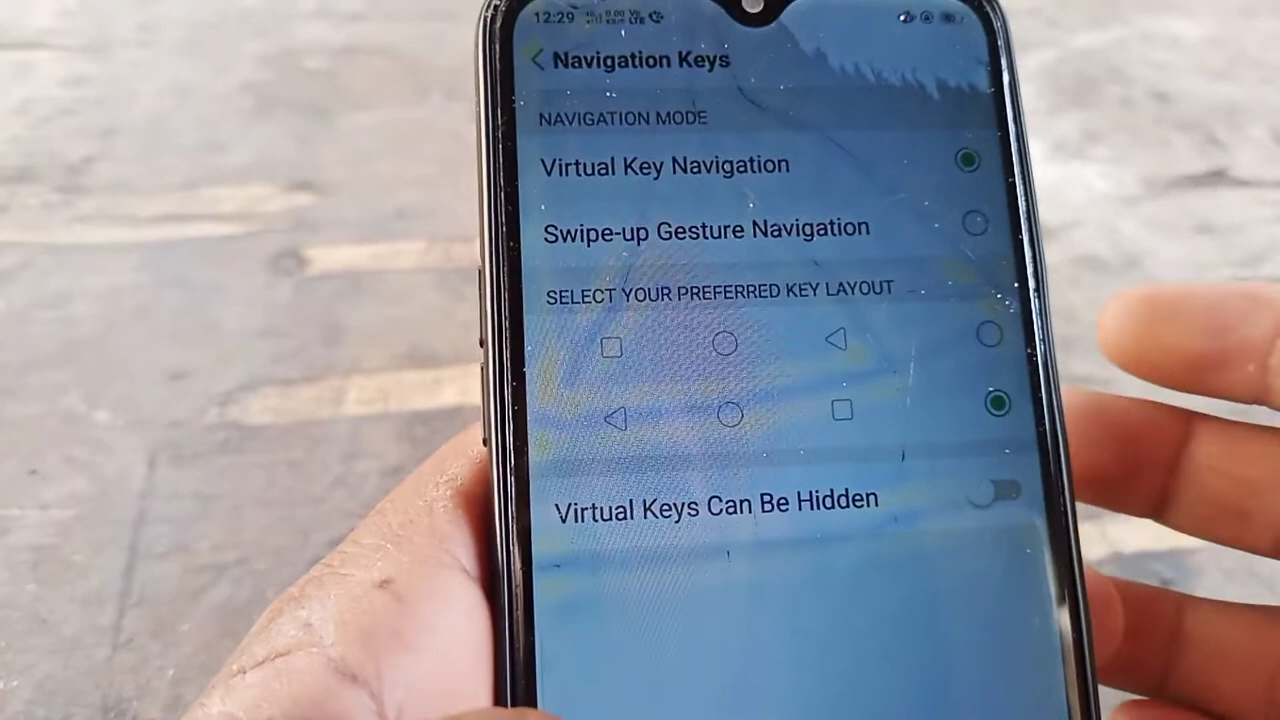 12:29
Navigation Keys
NAVIGATION MODE
Virtual Key Navigation
Swipe-up Gesture Navigation
SELECT YOUR PREFERRED KEY LAYOUT
Virtual Keys Can Be Hidden